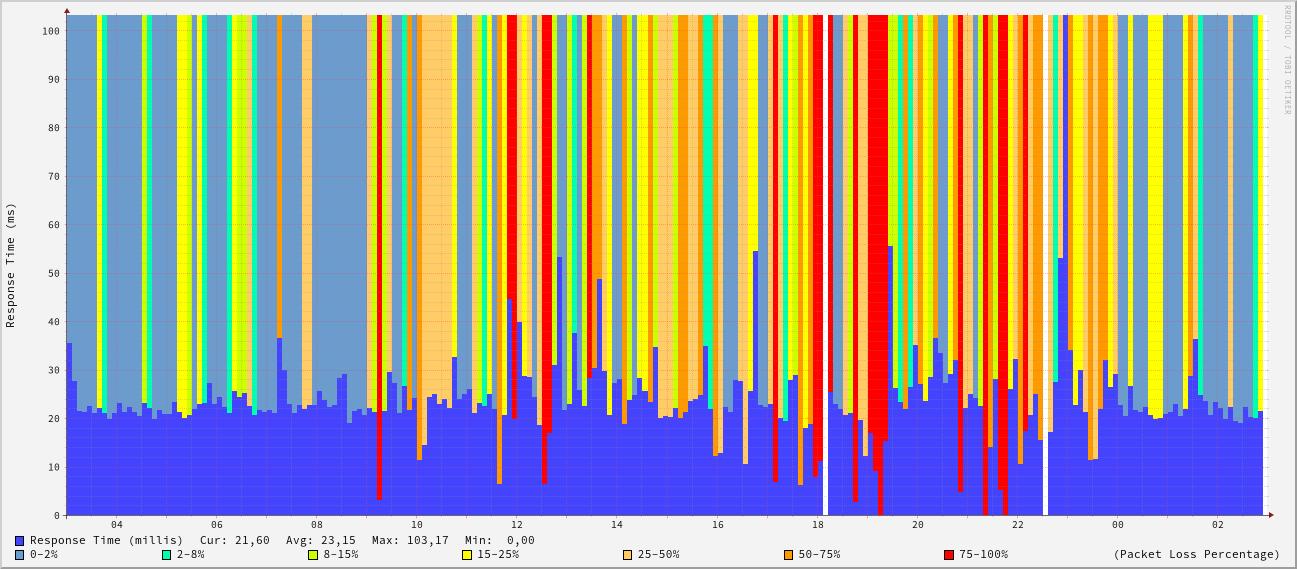 RRDTOOL / TOBI OETIKER
Response Time (ms)
100
90
80
70
60
50
40
30
20
10
0
04 06 08 10 12 14 16 18 20 22 00 02
Response Time (millis) Cur: 21,60 Avg: 23,15 Max: 103,17 Min: 0,00
0-2% 2-8% 8-15% 15-25% 25-50% 50-75% 75-100% (Packet Loss Percentage)